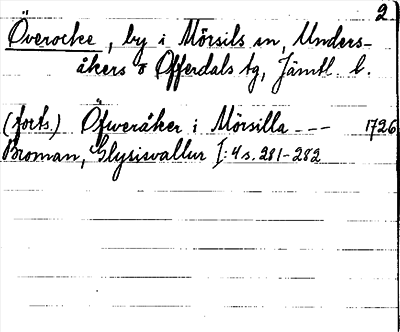 2
Överocke, by i Mörsils sn, Unders-
åkers o Offerdals tg, Jämtl. l.
(forts.) Öfweråker i Mörsilla --- 1726
Broman, Glysisvallur I: 4 s. 281-282